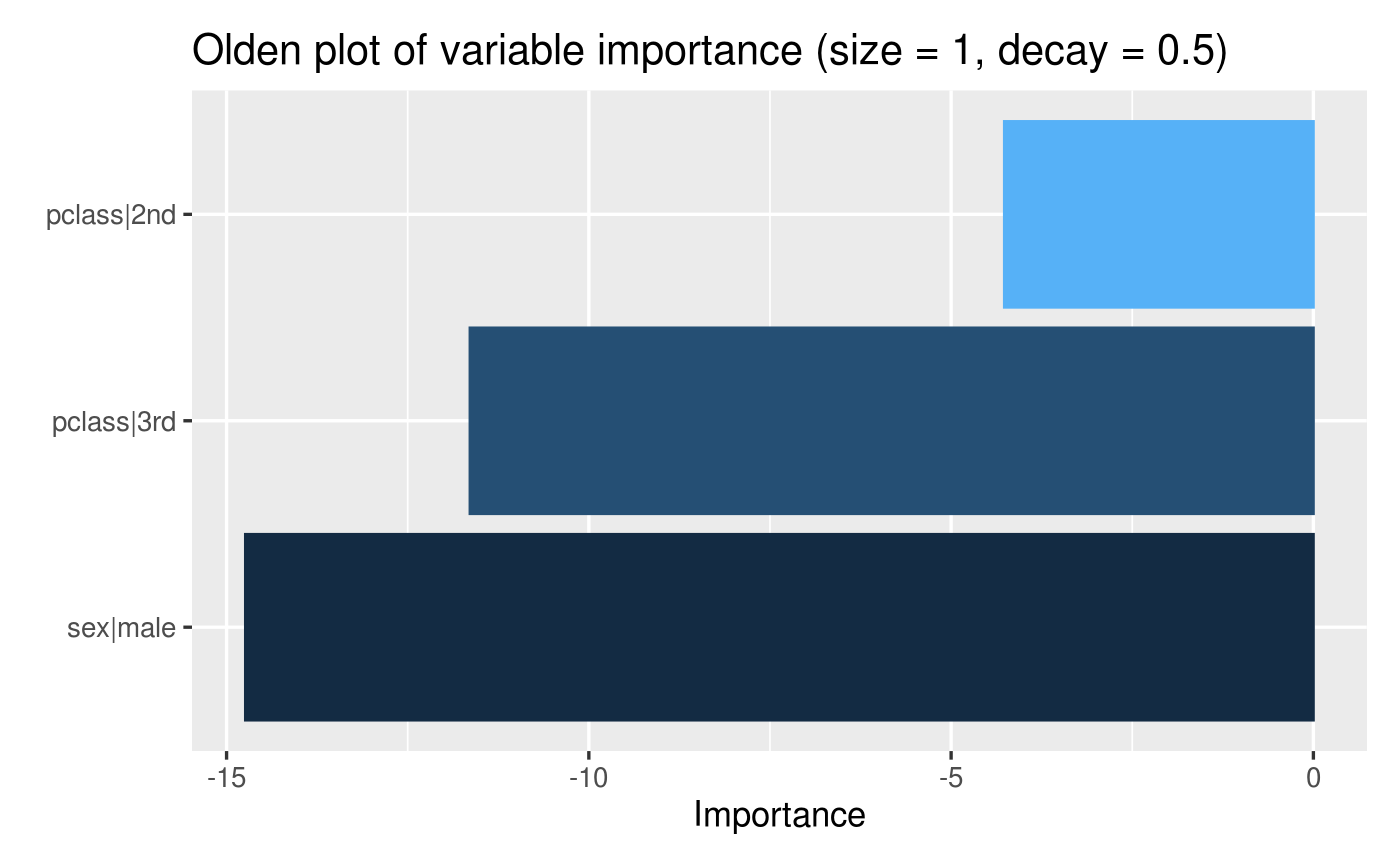 Olden plot of variable importance (size = 1, decay = 0.5)
pclass|2nd
pclass|3rd
sex|male
-15 -10 -5 0
Importance